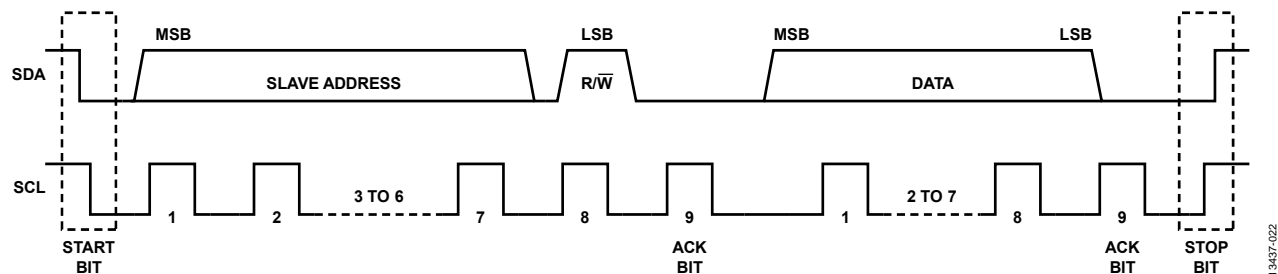 MSB
LSB
MSB
LSB
SDA
SLAVE ADDRESS
R/W̅
DATA
SCL
3 TO 6
2 TO 7
1
2
7
8
9
1
8
9
START
BIT
ACK
BIT
ACK
BIT
STOP
BIT
13437-022